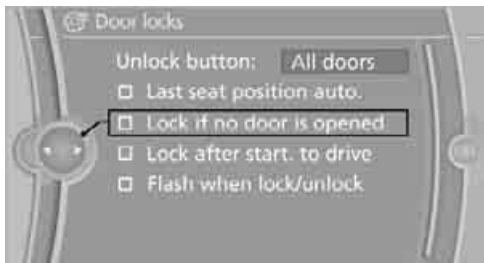 Door locks
Unlock button: All doors
Last seat position auto.
Lock if no door is opened
Lock after start. to drive
Flash when lock/unlock